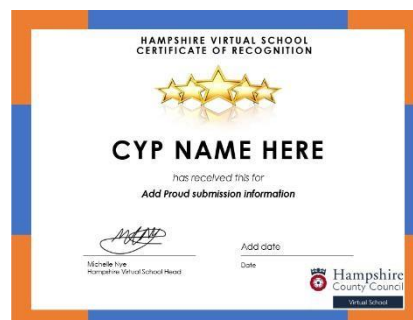 HAMPSHIRE VIRTUAL SCHOOL
CERTIFICATE OF RECOGNITION
CYP NAME HERE
has received this for
Add Proud submission information
Add date
Michelle Nye
Hampshire Virtual School Head
Date
Hampshire
County Council
Virtual School